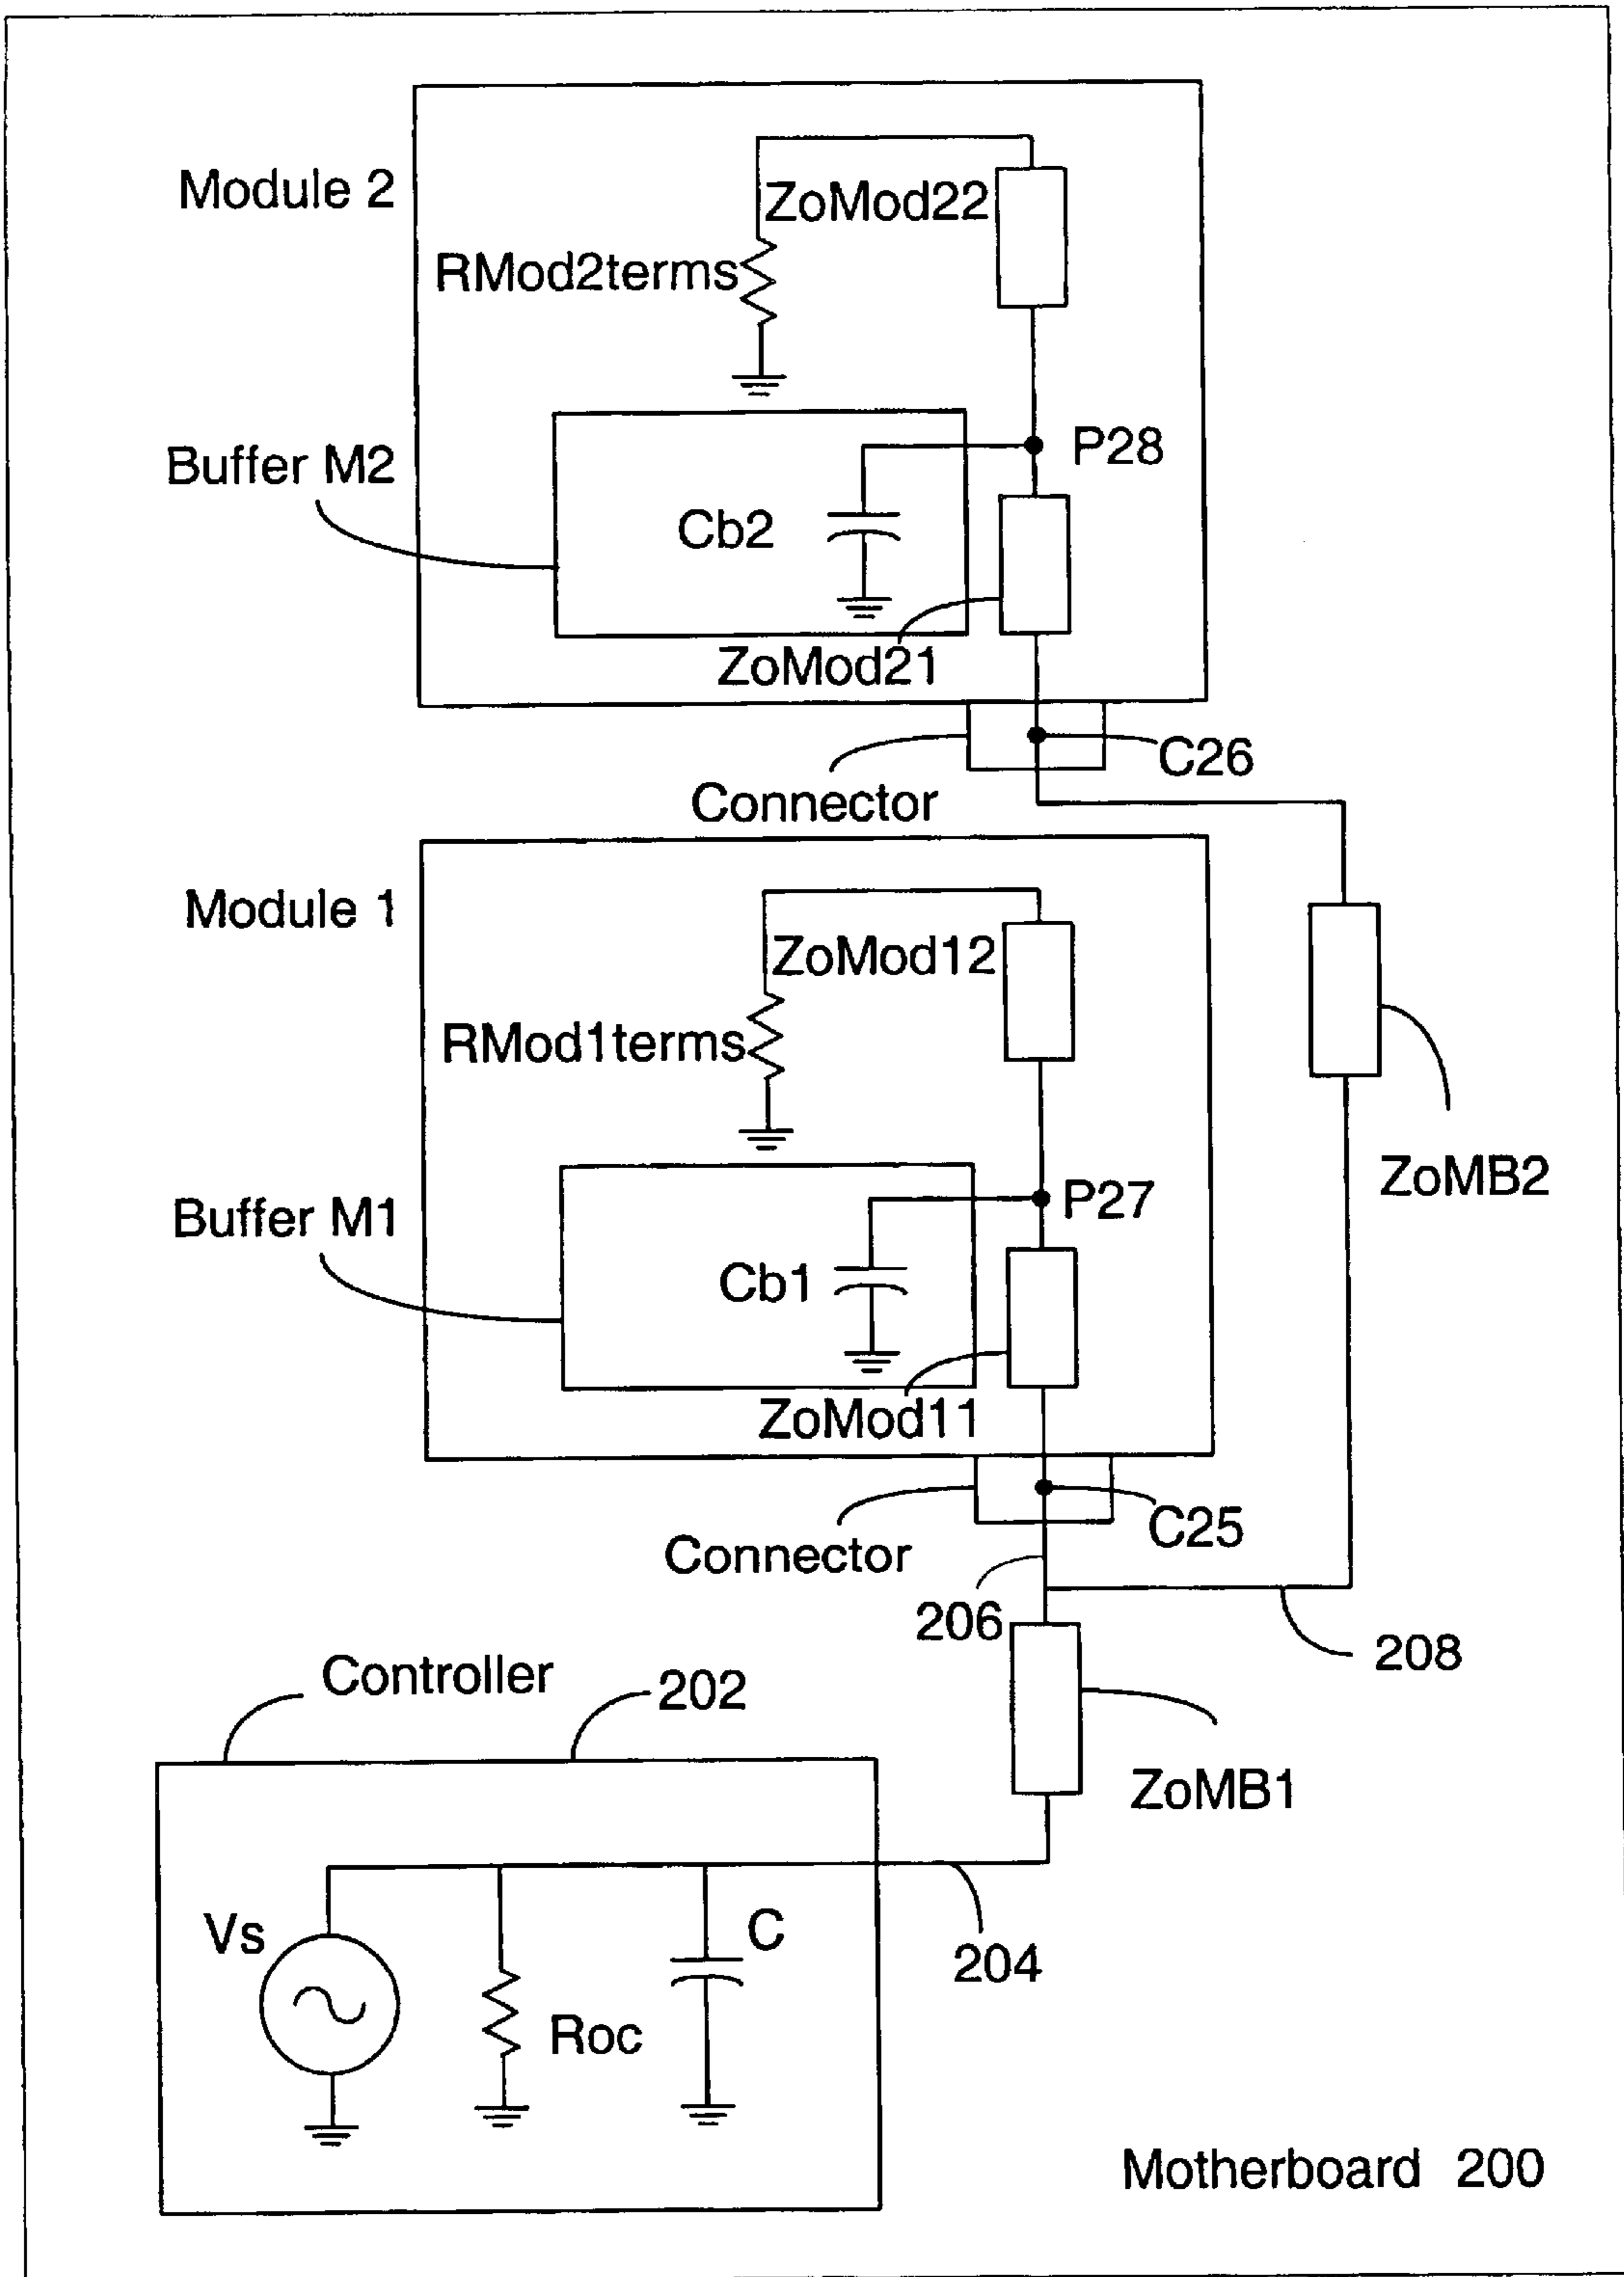 Module 2
ZoMod22
RMod2terms
Buffer M2
P28
Cb2
ZoMod21
C26
Connector
Module 1
ZoMod12
RMod1terms
ZoMB2
Buffer M1
P27
Cb1
ZoMod11
C25
Connector
206
208
Controller
202
ZoMB1
Vs
C
204
Roc
Motherboard 200